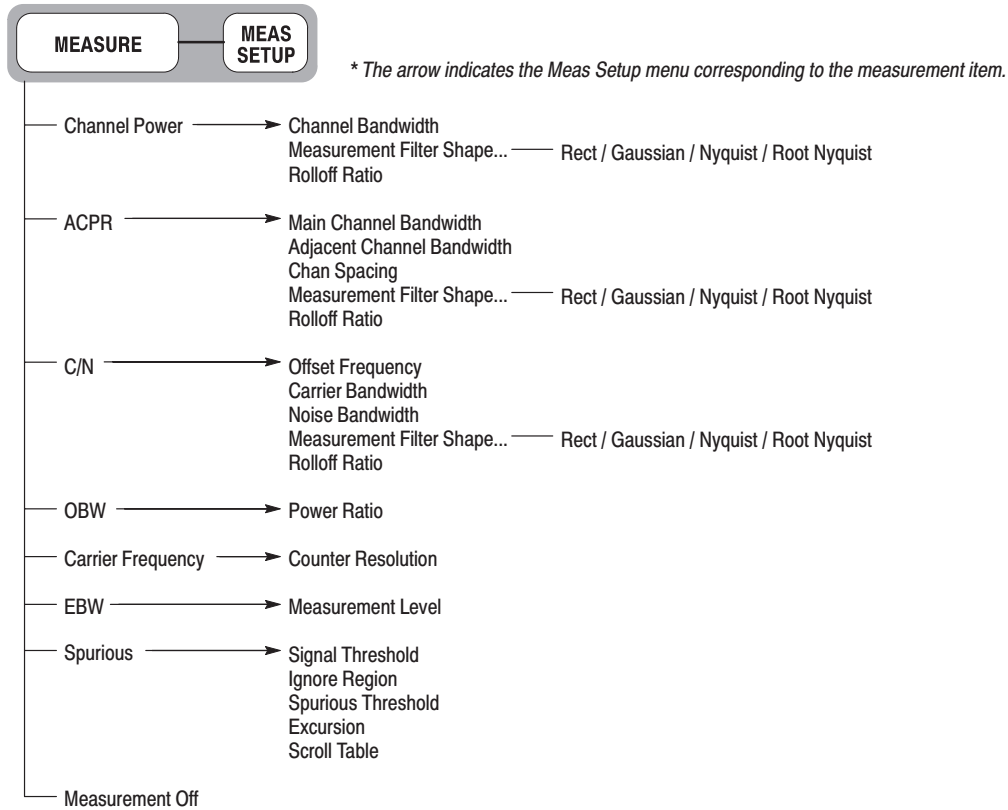 MEASURE
MEAS
SETUP
* The arrow indicates the Meas Setup menu corresponding to the measurement item.
Channel Power
Channel Bandwidth
Measurement Filter Shape... Rect / Gaussian / Nyquist / Root Nyquist
Rolloff Ratio
ACPR
Main Channel Bandwidth
Adjacent Channel Bandwidth
Chan Spacing
Measurement Filter Shape... Rect / Gaussian / Nyquist / Root Nyquist
Rolloff Ratio
C/N
Offset Frequency
Carrier Bandwidth
Noise Bandwidth
Measurement Filter Shape... Rect / Gaussian / Nyquist / Root Nyquist
Rolloff Ratio
OBW
Power Ratio
Carrier Frequency
Counter Resolution
EBW
Measurement Level
Spurious
Signal Threshold
Ignore Region
Spurious Threshold
Excursion
Scroll Table
Measurement Off